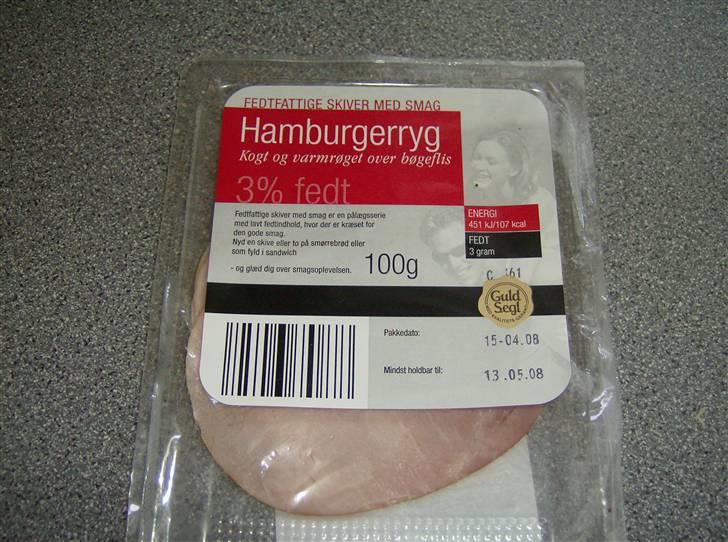 FEDTFATTIGE SKIVER MED SMAG
Hamburgerryg
Kogt og varmrøget over bøgeflis
3% fedt
Fedtfattige skiver med smag er en pålægsserie
med lavt fedtindhold, hvor der er kræset for
den gode smag.
Nyd en skive eller to på smørrebrød eller
som fyld i sandwich
- og glæd dig over smagsoplevelsen.
100g
ENERGI
451 kJ/107 kcal
FEDT
3 gram
Guld
Segl
Pakkedato:
15-04.08
Mindst holdbar til:
13.05.08